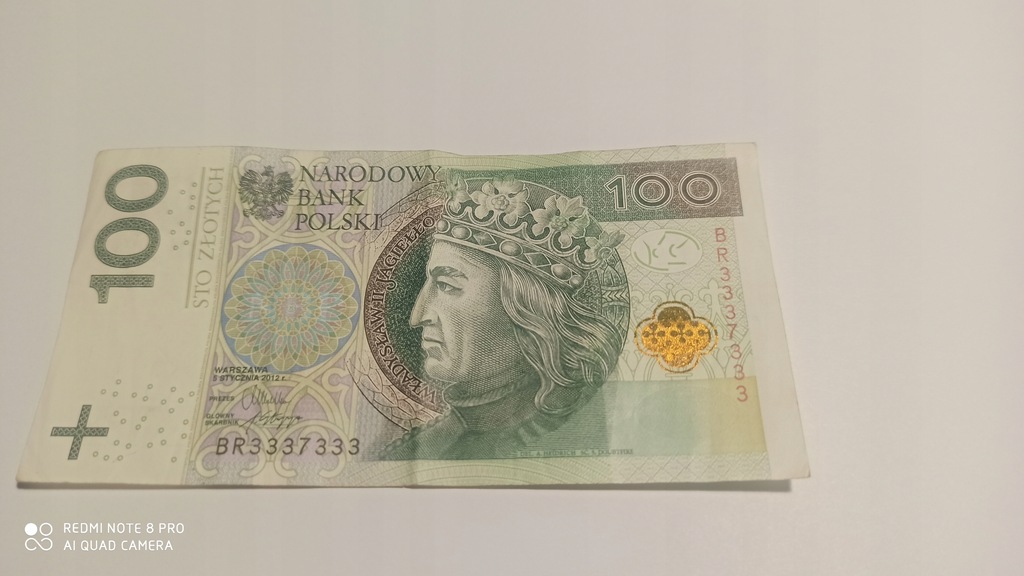 100
STO ZŁOTYCH
NARODOWY
BANK
POLSKI
WŁADYSŁAW II JAGIEŁŁO
100
BR3337333
WARSZAWA
5 STYCZNIA 2012 r.
PREZES
GŁÓWNY
SKARBNIK
BR3337333
REDMI NOTE 8 PRO
AI QUAD CAMERA